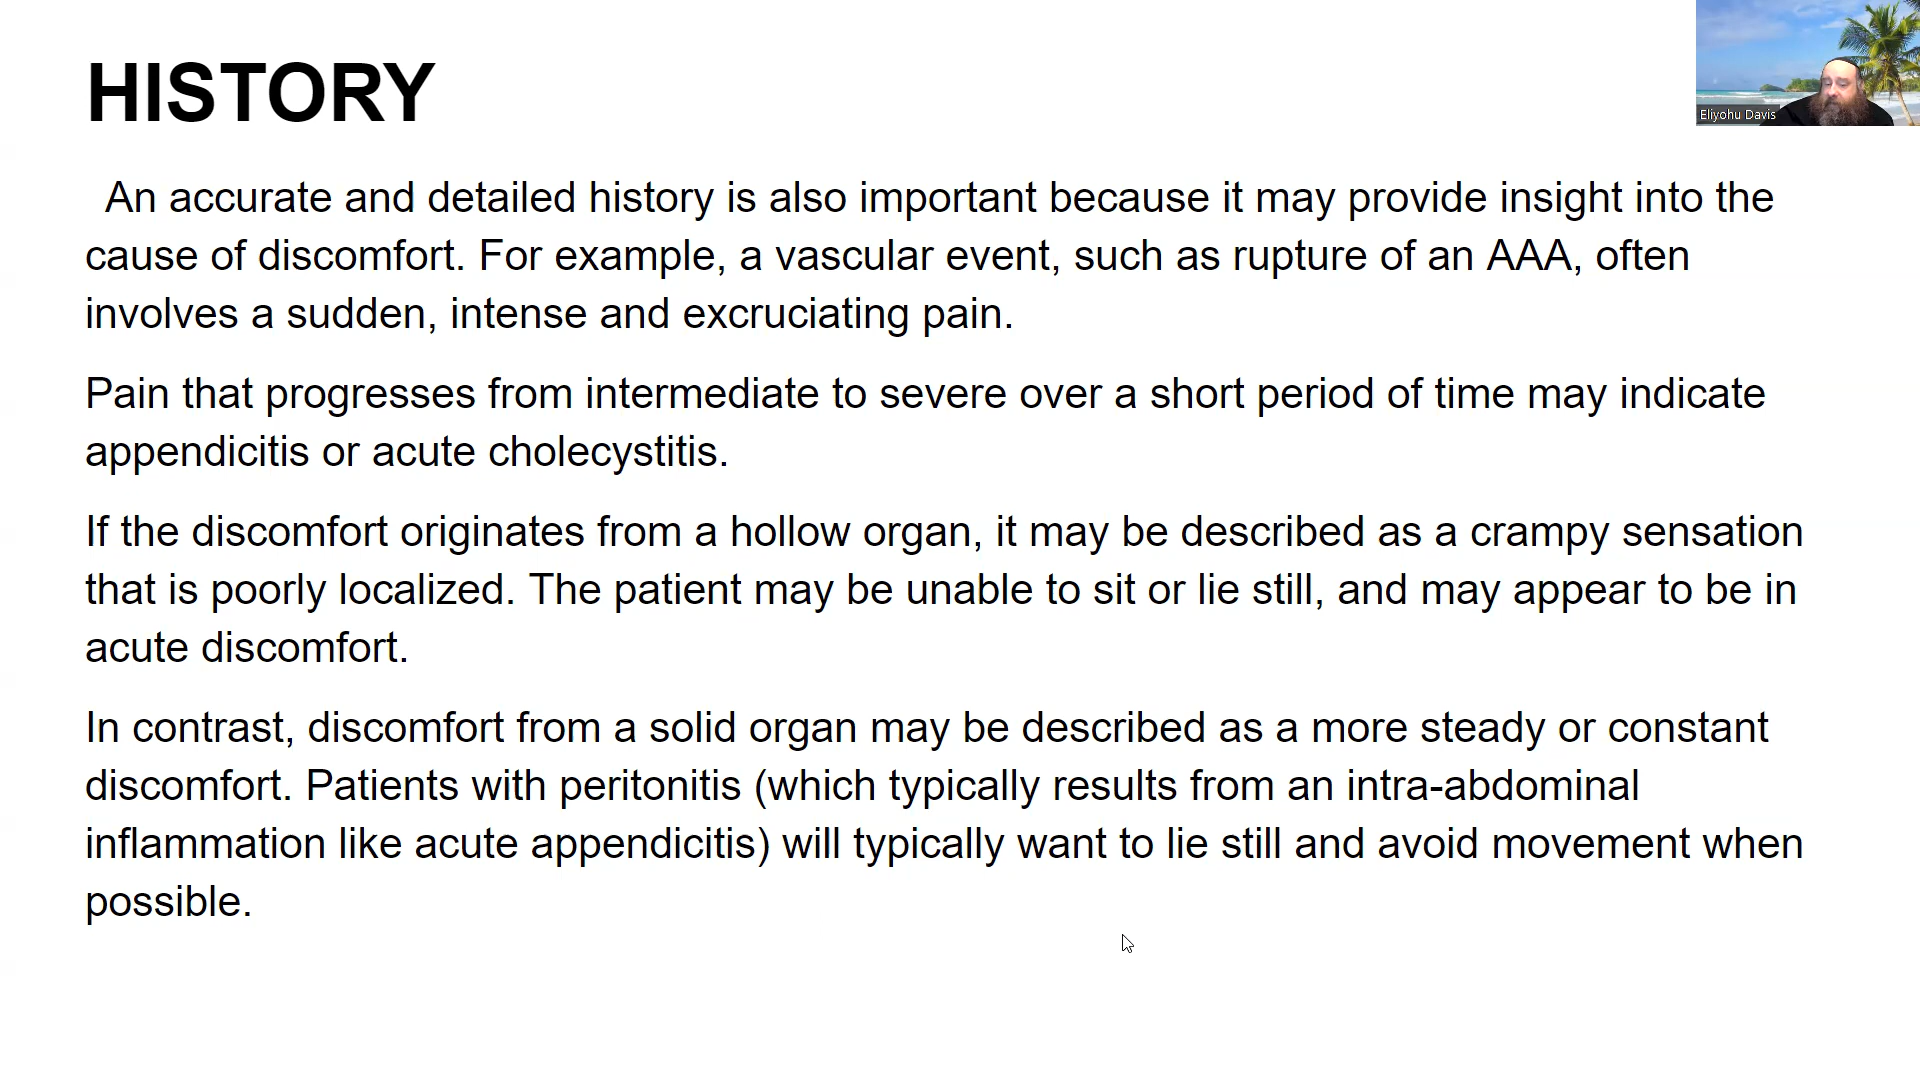 HISTORY
Eliyohu Davis
An accurate and detailed history is also important because it may provide insight into the
cause of discomfort. For example, a vascular event, such as rupture of an AAA, often
involves a sudden, intense and excruciating pain.
Pain that progresses from intermediate to severe over a short period of time may indicate
appendicitis or acute cholecystitis.
If the discomfort originates from a hollow organ, it may be described as a crampy sensation
that is poorly localized. The patient may be unable to sit or lie still, and may appear to be in
acute discomfort.
In contrast, discomfort from a solid organ may be described as a more steady or constant
discomfort. Patients with peritonitis (which typically results from an intra-abdominal
inflammation like acute appendicitis) will typically want to lie still and avoid movement when
possible.